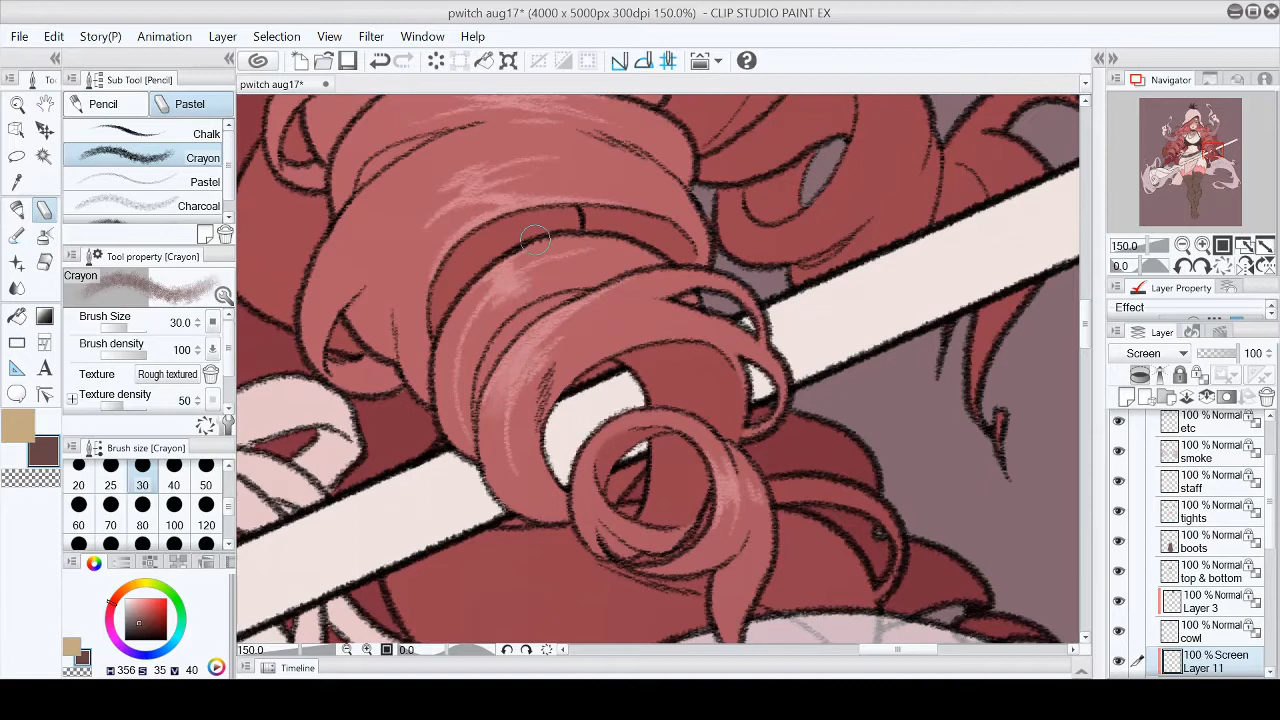 pwitch aug17* (4000 x 5000px 300dpi 150.0%) - CLIP STUDIO PAINT EX
File Edit Story(P) Animation Layer Selection View Filter Window Help
pwitch aug17*
Too
Sub Tool [Pencil]
Pencil
Pastel
Chalk
Crayon
Pastel
Charcoal
Tool property [Crayon]
Crayon
Brush Size 30.0
Brush density 100
Texture Rough textured
Texture density 50
Brush size [Crayon]
20 25 30 40 50
60 70 80 100 120
H 356 S 35 V 40
150.0 0.0
Timeline
Navigator
150.0
0.0
Layer Property
Effect
Layer
Screen 100
100 % Normal
etc
100 % Normal
smoke
100 % Normal
staff
100 % Normal
tights
100 % Normal
boots
100 % Normal
top & bottom
100 % Normal
Layer 3
100 % Normal
cowl
100 % Screen
Layer 11